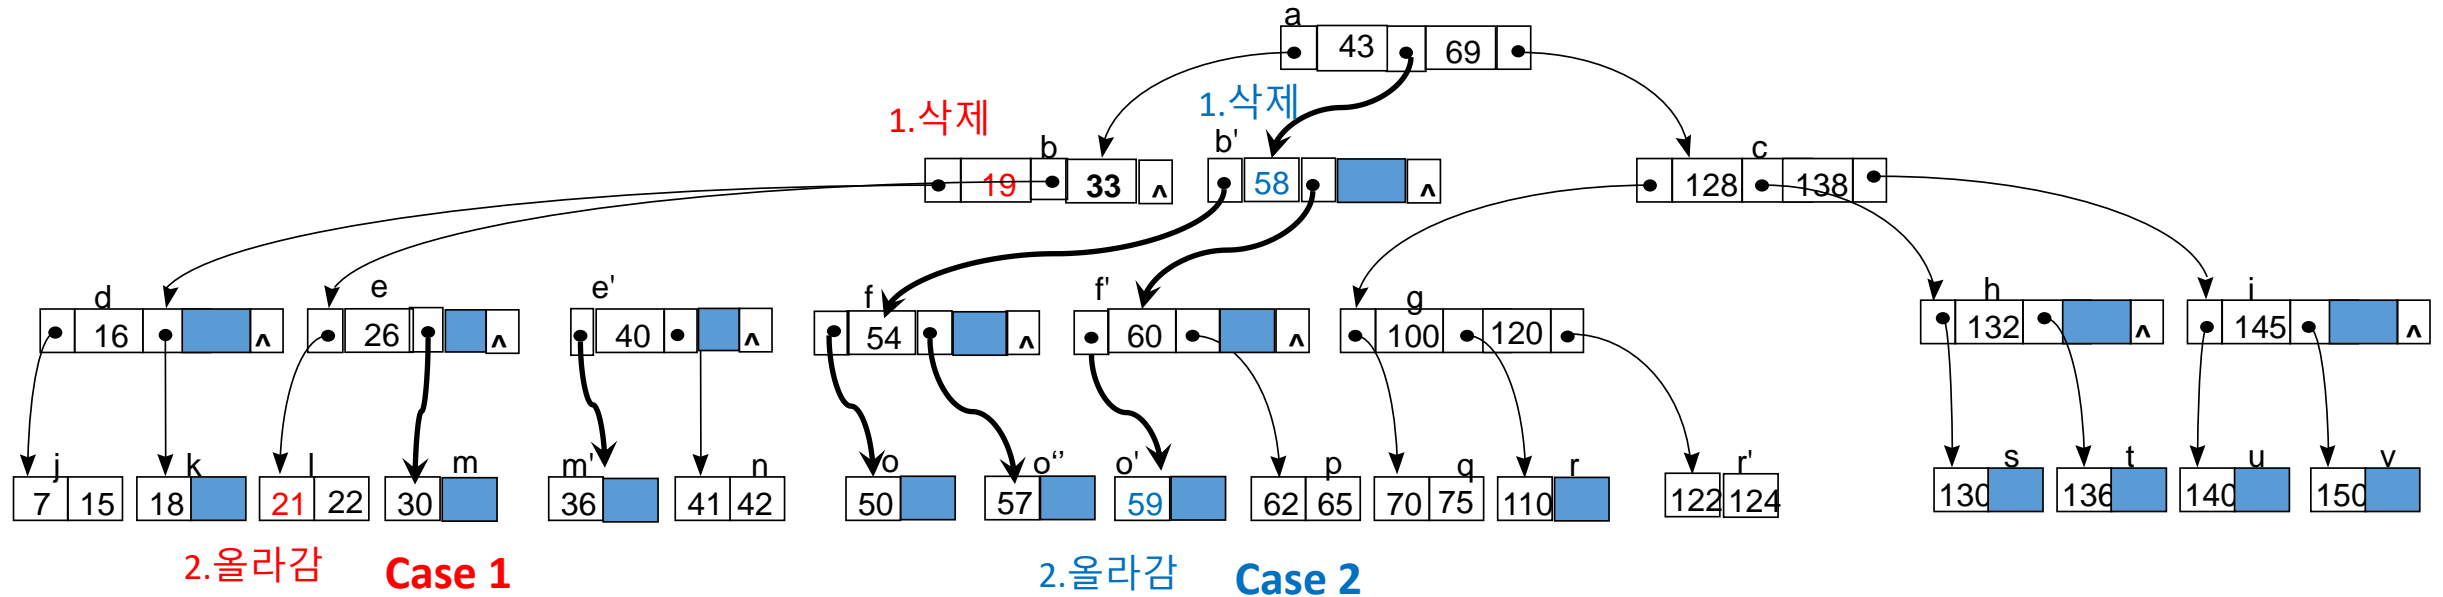 a
43 69
1.삭제 1.삭제
b b' c
19 33 ^ 58 ^ 128 138
d e e' f f' g h i
16 ^ 26 ^ 40 ^ 54 ^ 60 ^ 100 120 132 ^ 145 ^
j k l m m' n o o‘’ o' p q r r' s t u v
7 15 18 21 22 30 36 41 42 50 57 59 62 65 70 75 110 122 124 130 136 140 150
2.올라감 Case 1 2.올라감 Case 2